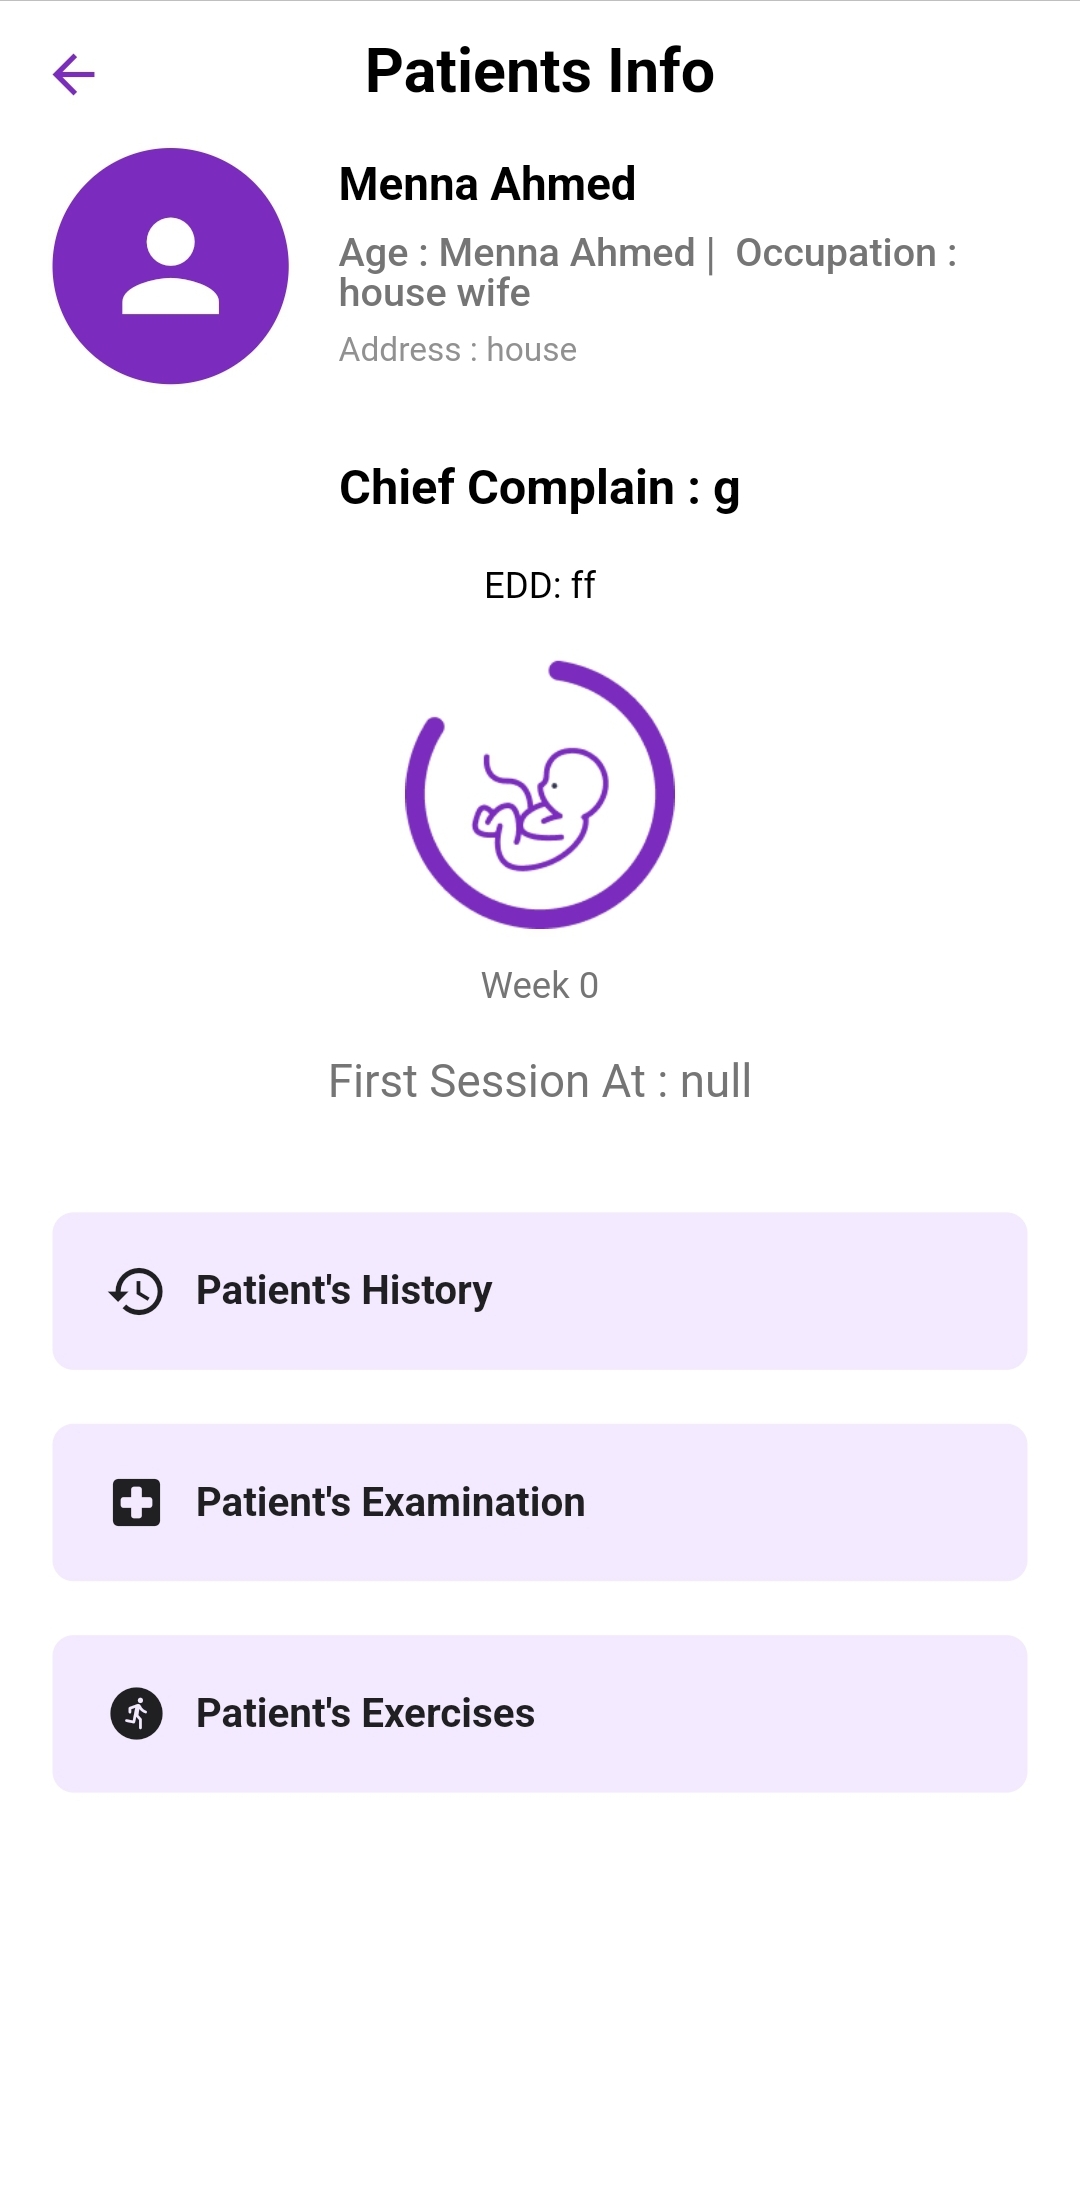 Patients Info
Menna Ahmed
Age : Menna Ahmed | Occupation :
house wife
Address : house
Chief Complain : g
EDD: ff
Week 0
First Session At : null
Patient's History
Patient's Examination
Patient's Exercises